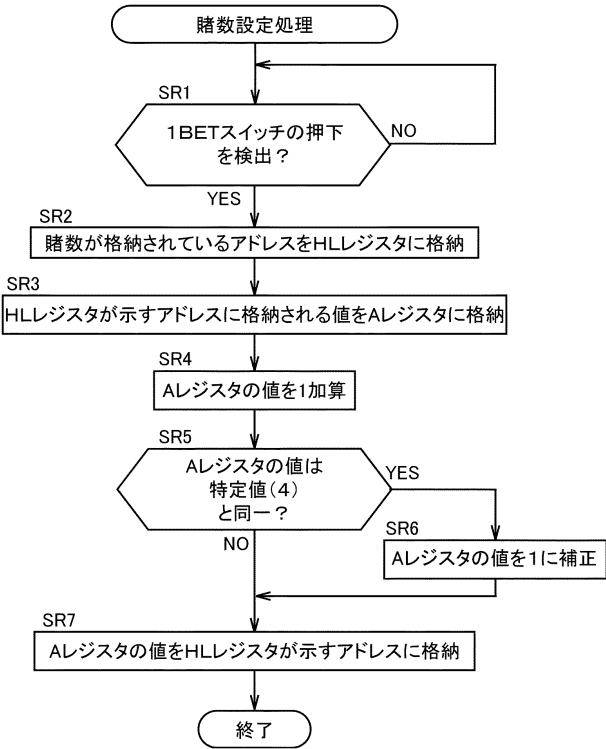 賭数設定処理
SR1
１BETスイッチの押下
を検出？
NO
YES
SR2
賭数が格納されているアドレスをHLレジスタに格納
SR3
HLレジスタが示すアドレスに格納される値をAレジスタに格納
SR4
Aレジスタの値を1加算
SR5
Aレジスタの値は
特定値（４）
と同一？
YES
NO
SR6
Aレジスタの値を１に補正
SR7
Aレジスタの値をHLレジスタが示すアドレスに格納
終了